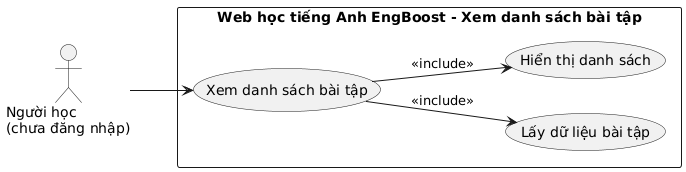 Web học tiếng Anh EngBoost - Xem danh sách bài tập
Người học
(chưa đăng nhập)
Xem danh sách bài tập
«include»
Hiển thị danh sách
«include»
Lấy dữ liệu bài tập